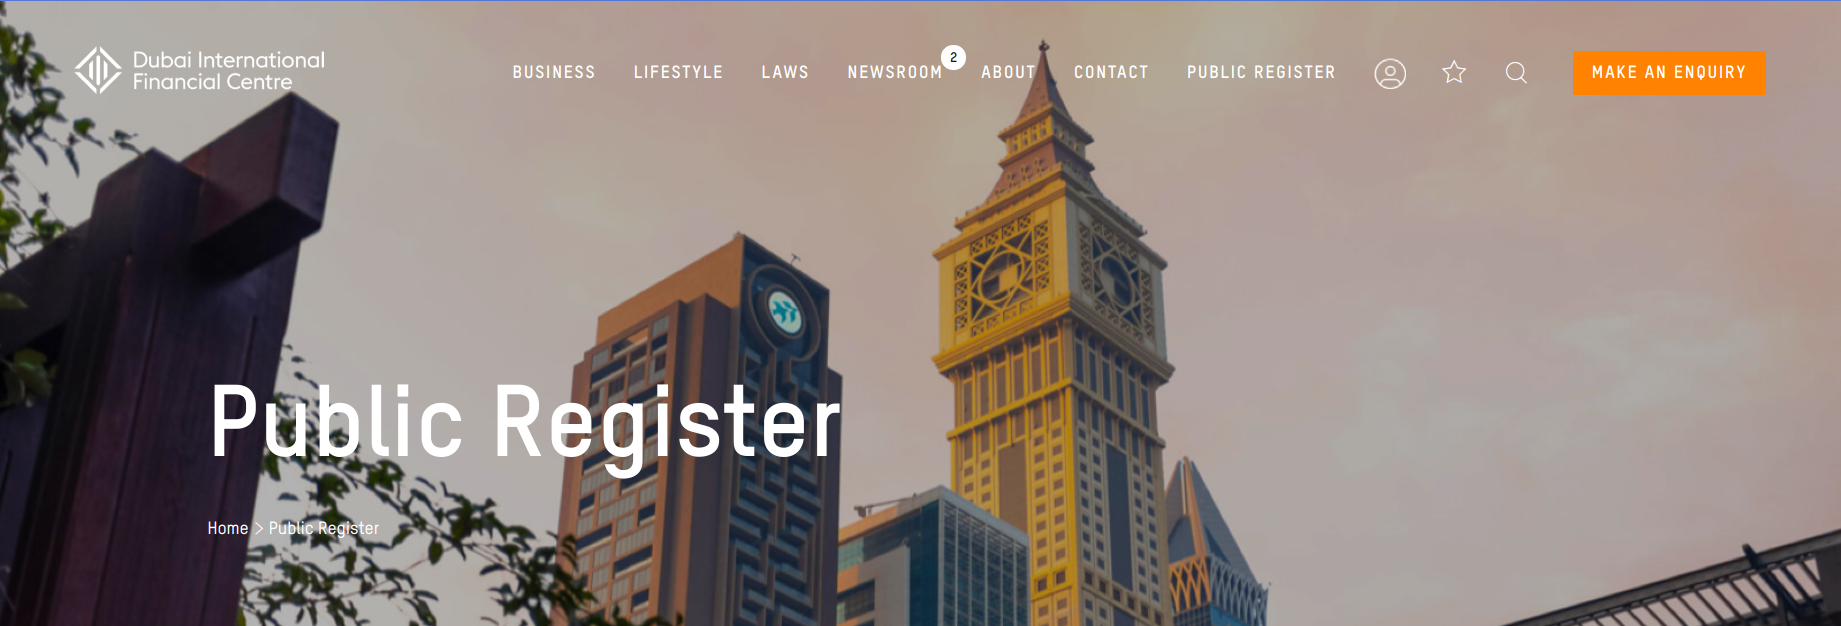 Dubai International
Financial Centre
BUSINESS
LIFESTYLE
LAWS
NEWSROOM
2
ABOUT
CONTACT
PUBLIC REGISTER
MAKE AN ENQUIRY
Public Register
Home > Public Register